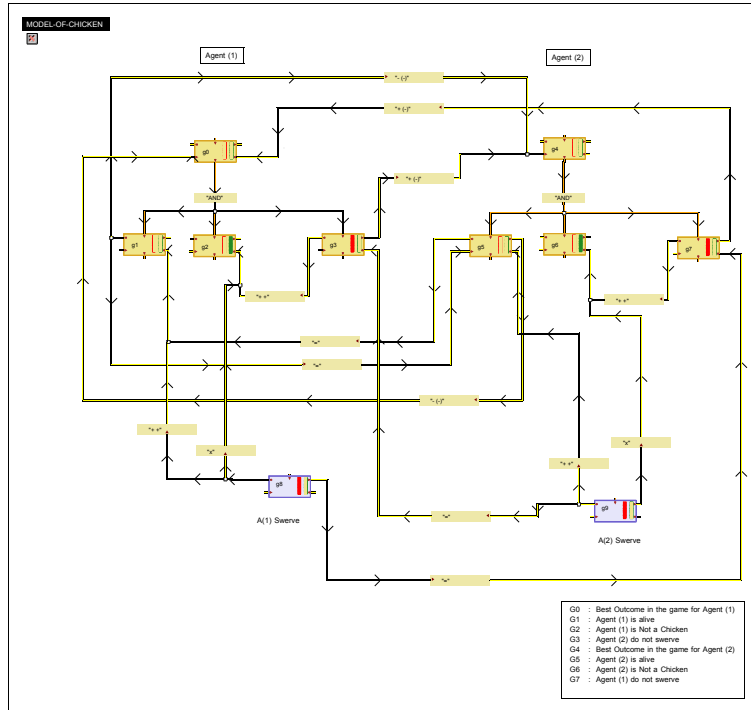 MODEL-OF-CHICKEN
Agent (1)
Agent (2)
"- (-)"
"+ (-)"
g0
g4
"+ (-)"
"AND"
"AND"
g1
g2
g3
g5
g6
g7
"+ +"
"+ +"
"="
"="
"- (-)"
"+ +"
"x"
"x"
"+ +"
g8
g9
A(1) Swerve
"="
A(2) Swerve
"="
G0 : Best Outcome in the game for Agent (1)
G1 : Agent (1) is alive
G2 : Agent (1) is Not a Chicken
G3 : Agent (2) do not swerve
G4 : Best Outcome in the game for Agent (2)
G5 : Agent (2) is alive
G6 : Agent (2) is Not a Chicken
G7 : Agent (1) do not swerve